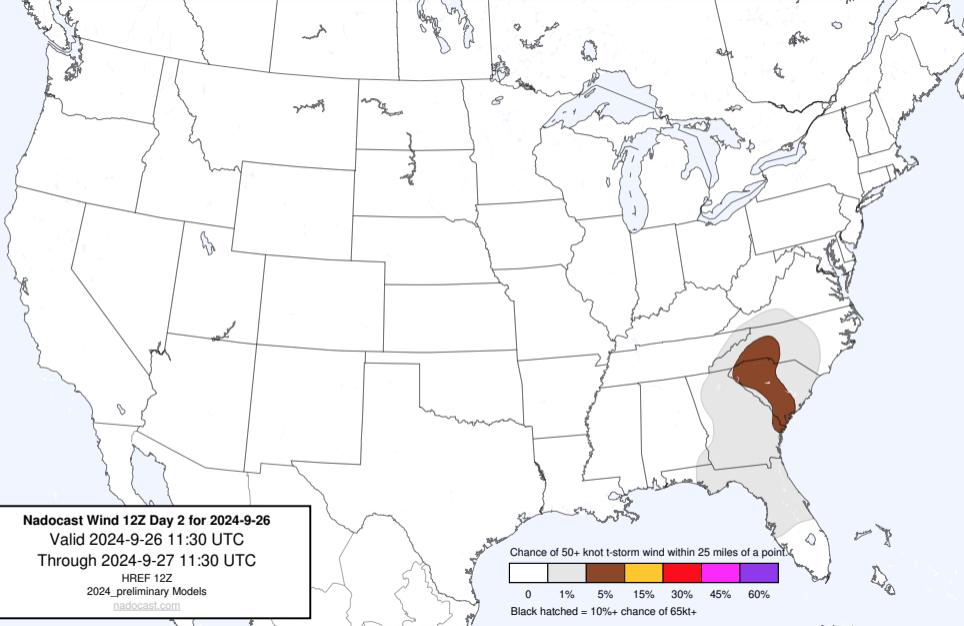 Nadocast Wind 12Z Day 2 for 2024-9-26
Valid 2024-9-26 11:30 UTC
Through 2024-9-27 11:30 UTC
HREF 12Z
2024_preliminary Models
nadocast.com
Chance of 50+ knot t-storm wind within 25 miles of a point.
0 1% 5% 15% 30% 45% 60%
Black hatched = 10%+ chance of 65kt+